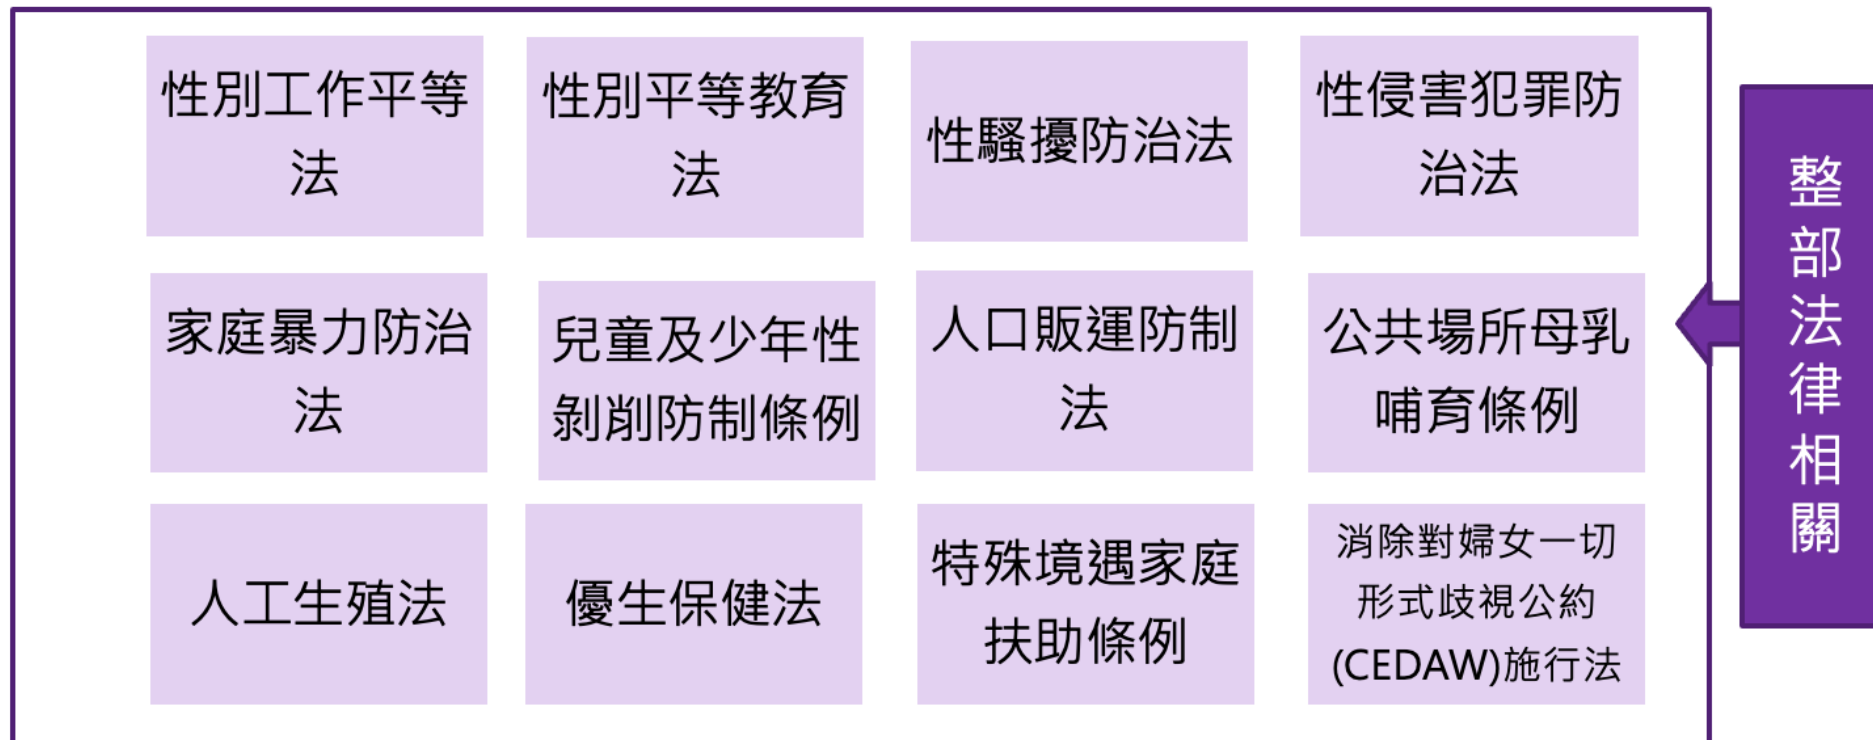 性別工作平等
法
性別平等教育
法
性騷擾防治法
性侵害犯罪防
治法
家庭暴力防治
法
兒童及少年性
剝削防制條例
人口販運防制
法
公共場所母乳
哺育條例
人工生殖法
優生保健法
特殊境遇家庭
扶助條例
消除對婦女一切
形式歧視公約
(CEDAW)施行法
整部法律相關